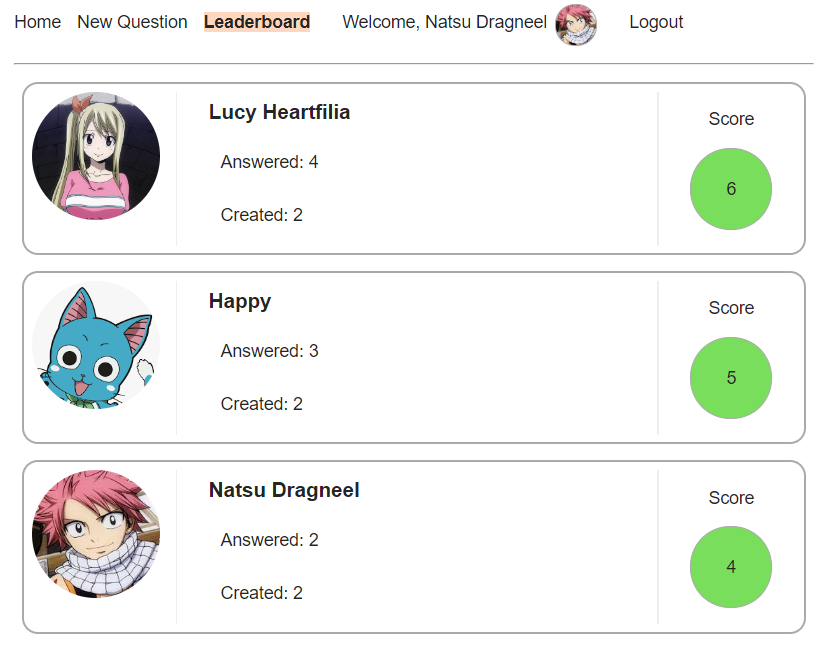 Home New Question Leaderboard Welcome, Natsu Dragneel Logout
Lucy Heartfilia
Answered: 4
Created: 2
Score
6
Happy
Answered: 3
Created: 2
Score
5
Natsu Dragneel
Answered: 2
Created: 2
Score
4